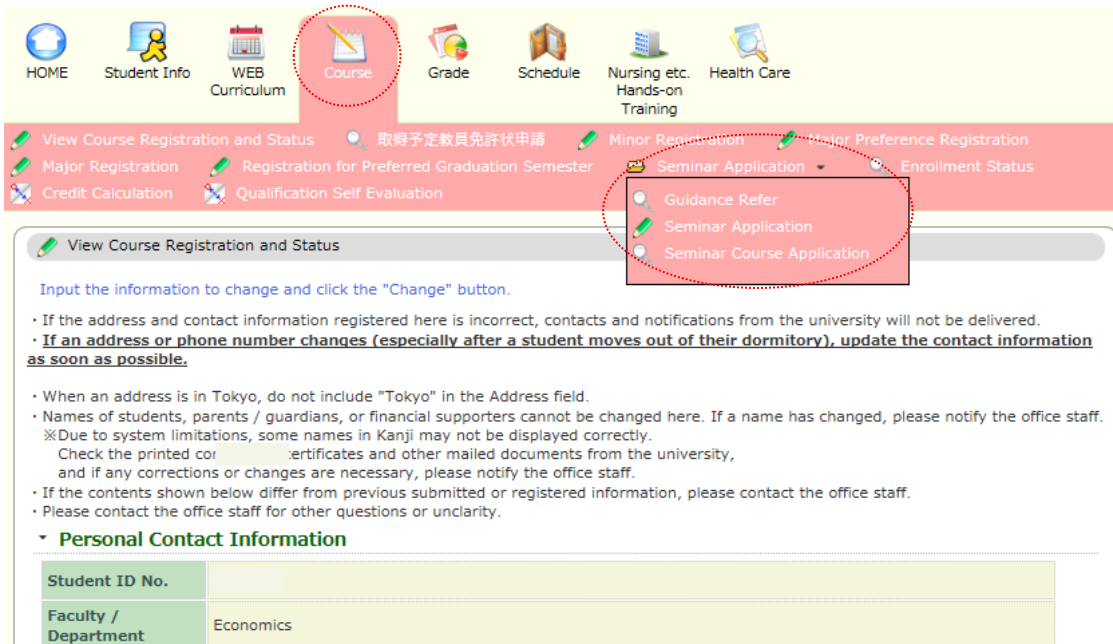 HOME
Student Info
WEB
Curriculum
Course
Grade
Schedule
Nursing etc.
Hands-on
Training
Health Care
View Course Registration and Status
取得予定教員免許状申請
Minor Registration
Major Preference Registration
Major Registration
Registration for Preferred Graduation Semester
Seminar Application
Enrollment Status
Credit Calculation
Qualification Self Evaluation
Guidance Refer
Seminar Application
Seminar Course Application
View Course Registration and Status
Input the information to change and click the "Change" button.
・If the address and contact information registered here is incorrect, contacts and notifications from the university will not be delivered.
・If an address or phone number changes (especially after a student moves out of their dormitory), update the contact information
as soon as possible.
・When an address is in Tokyo, do not include "Tokyo" in the Address field.
・Names of students, parents / guardians, or financial supporters cannot be changed here. If a name has changed, please notify the office staff.
※Due to system limitations, some names in Kanji may not be displayed correctly.
Check the printed ertificates and other mailed documents from the university,
and if any corrections or changes are necessary, please notify the office staff.
・If the contents shown below differ from previous submitted or registered information, please contact the office staff.
・Please contact the office staff for other questions or unclarity.
Personal Contact Information
Student ID No.
Faculty /
Department
Economics